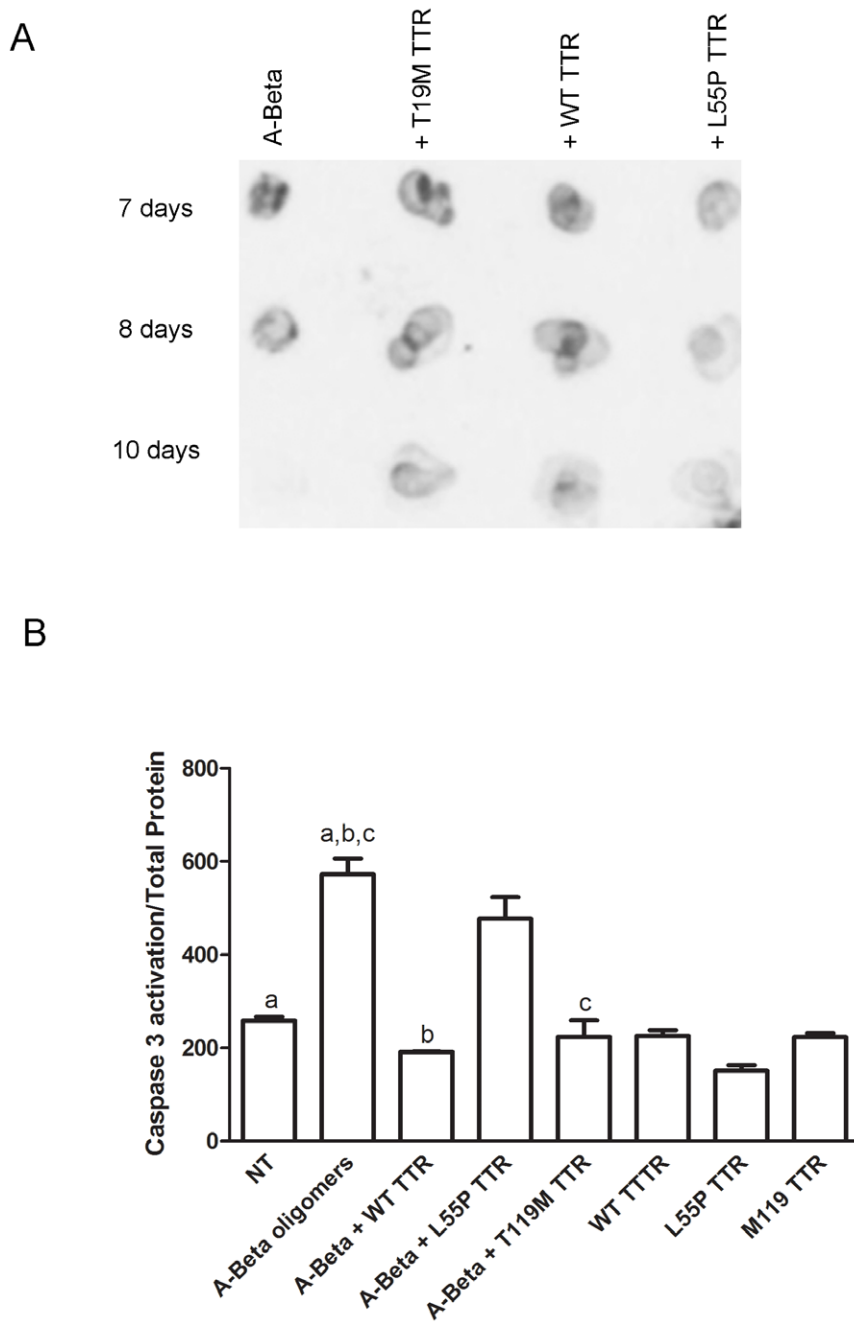 A
A-Beta
+ T19M TTR
+ WT TTR
+ L55P TTR
7 days
8 days
10 days
B
Caspase 3 activation/Total Protein
800
600
400
200
0
a
a,b,c
b
c
NT
A-Beta oligomers
A-Beta + WT TTR
A-Beta + L55P TTR
A-Beta + T119M TTR
WT TTTR
L55P TTR
M119 TTR